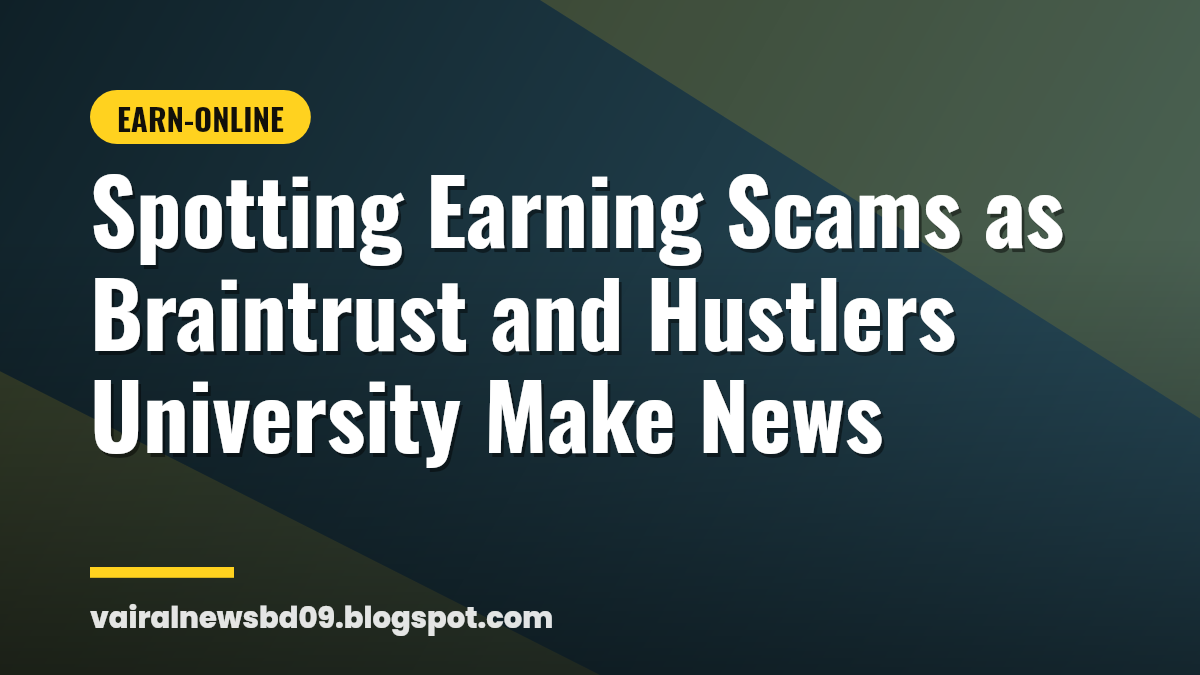 EARN-ONLINE
Spotting Earning Scams as
Braintrust and Hustlers
University Make News
vairalnewsbd09.blogspot.com